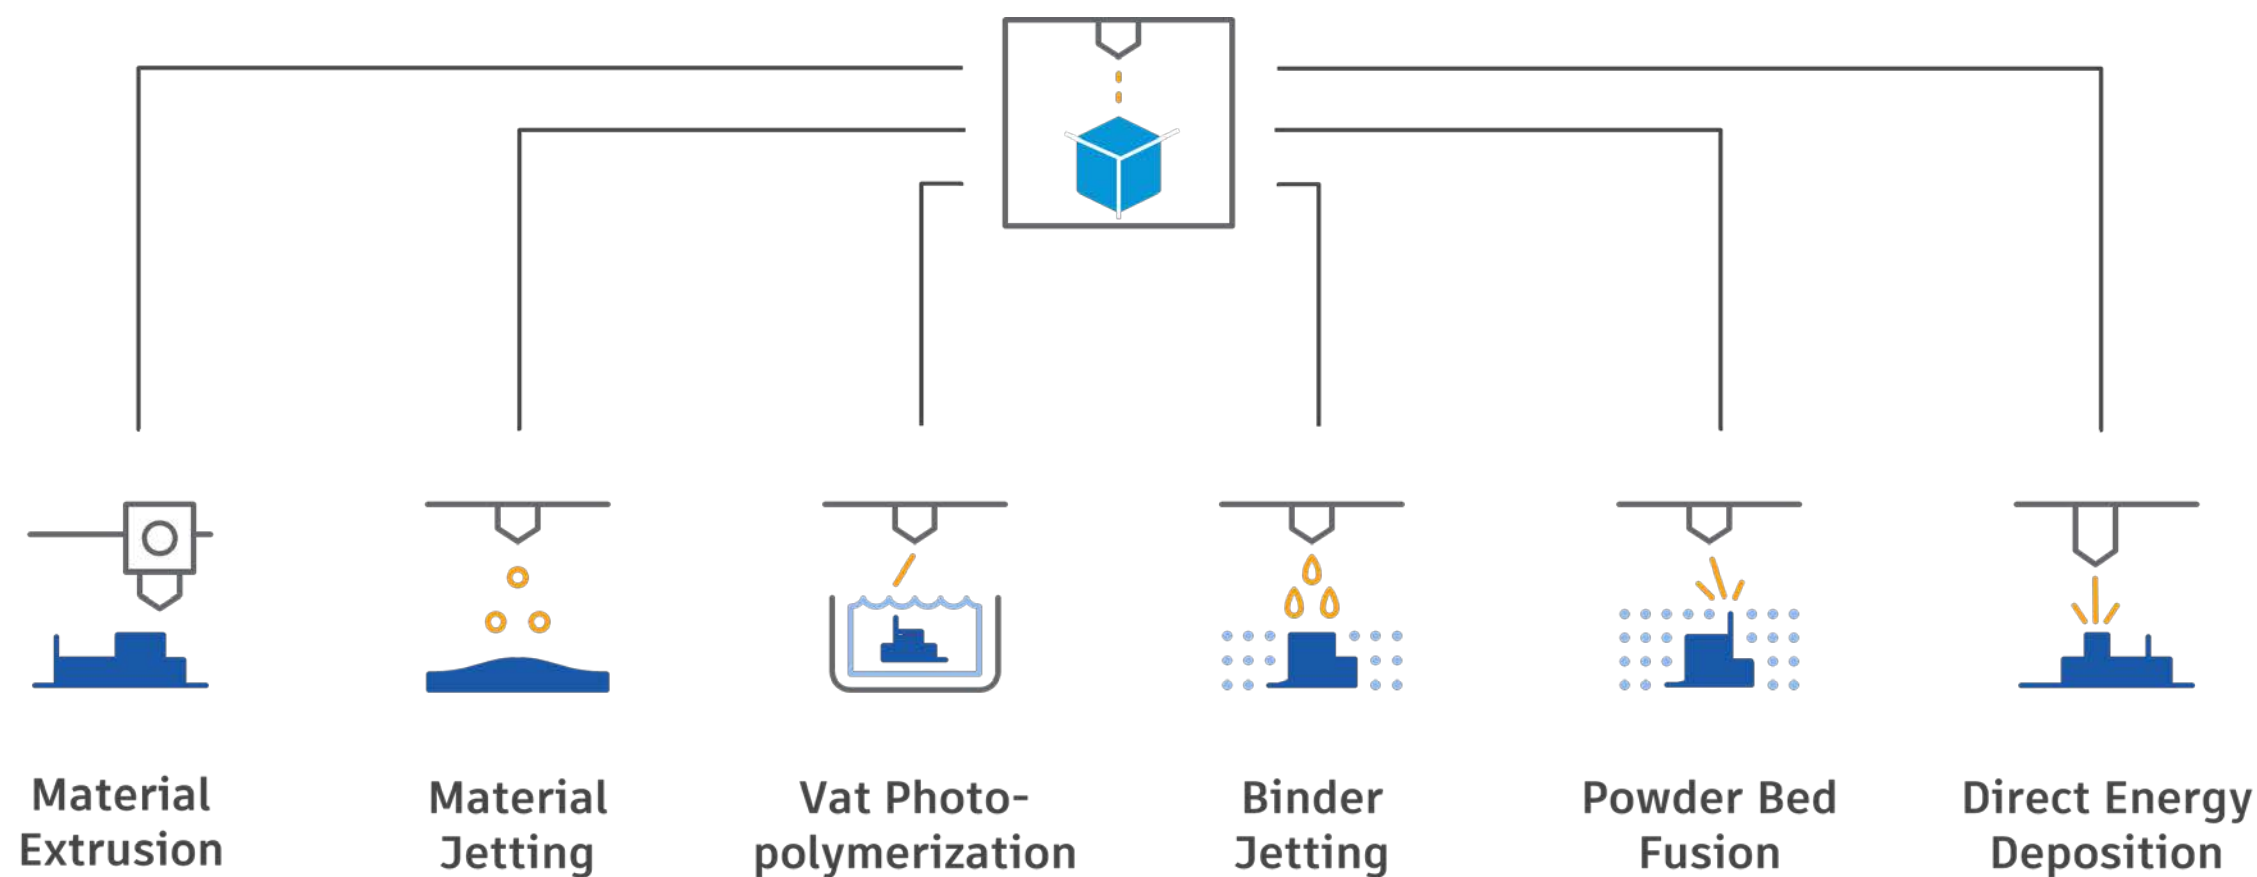 Material
Extrusion
Material
Jetting
Vat Photo-
polymerization
Binder
Jetting
Powder Bed
Fusion
Direct Energy
Deposition